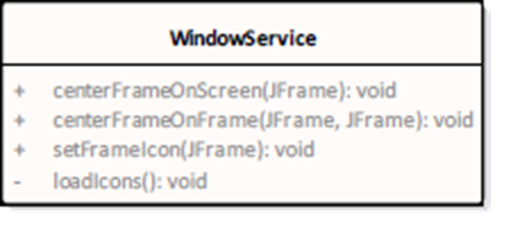 WindowService
+ centerFrameOnScreen(JFrame): void
+ centerFrameOnFrame(JFrame, JFrame): void
+ setFrameIcon(JFrame): void
- loadIcons(): void